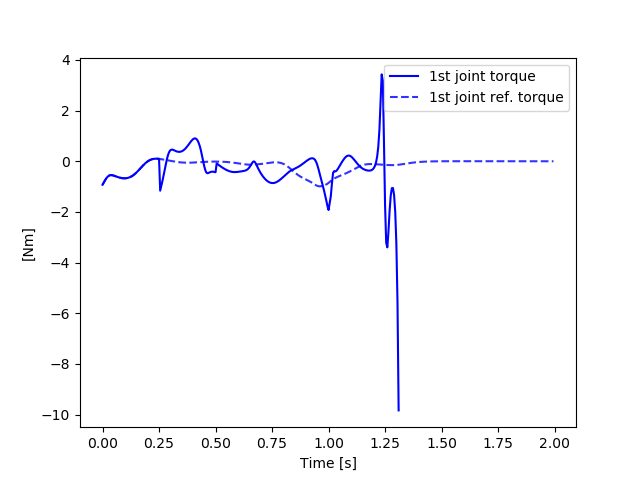 4
2
0
−2
−4
−6
−8
−10
[Nm]
1st joint torque
1st joint ref. torque
0.00 0.25 0.50 0.75 1.00 1.25 1.50 1.75 2.00
Time [s]